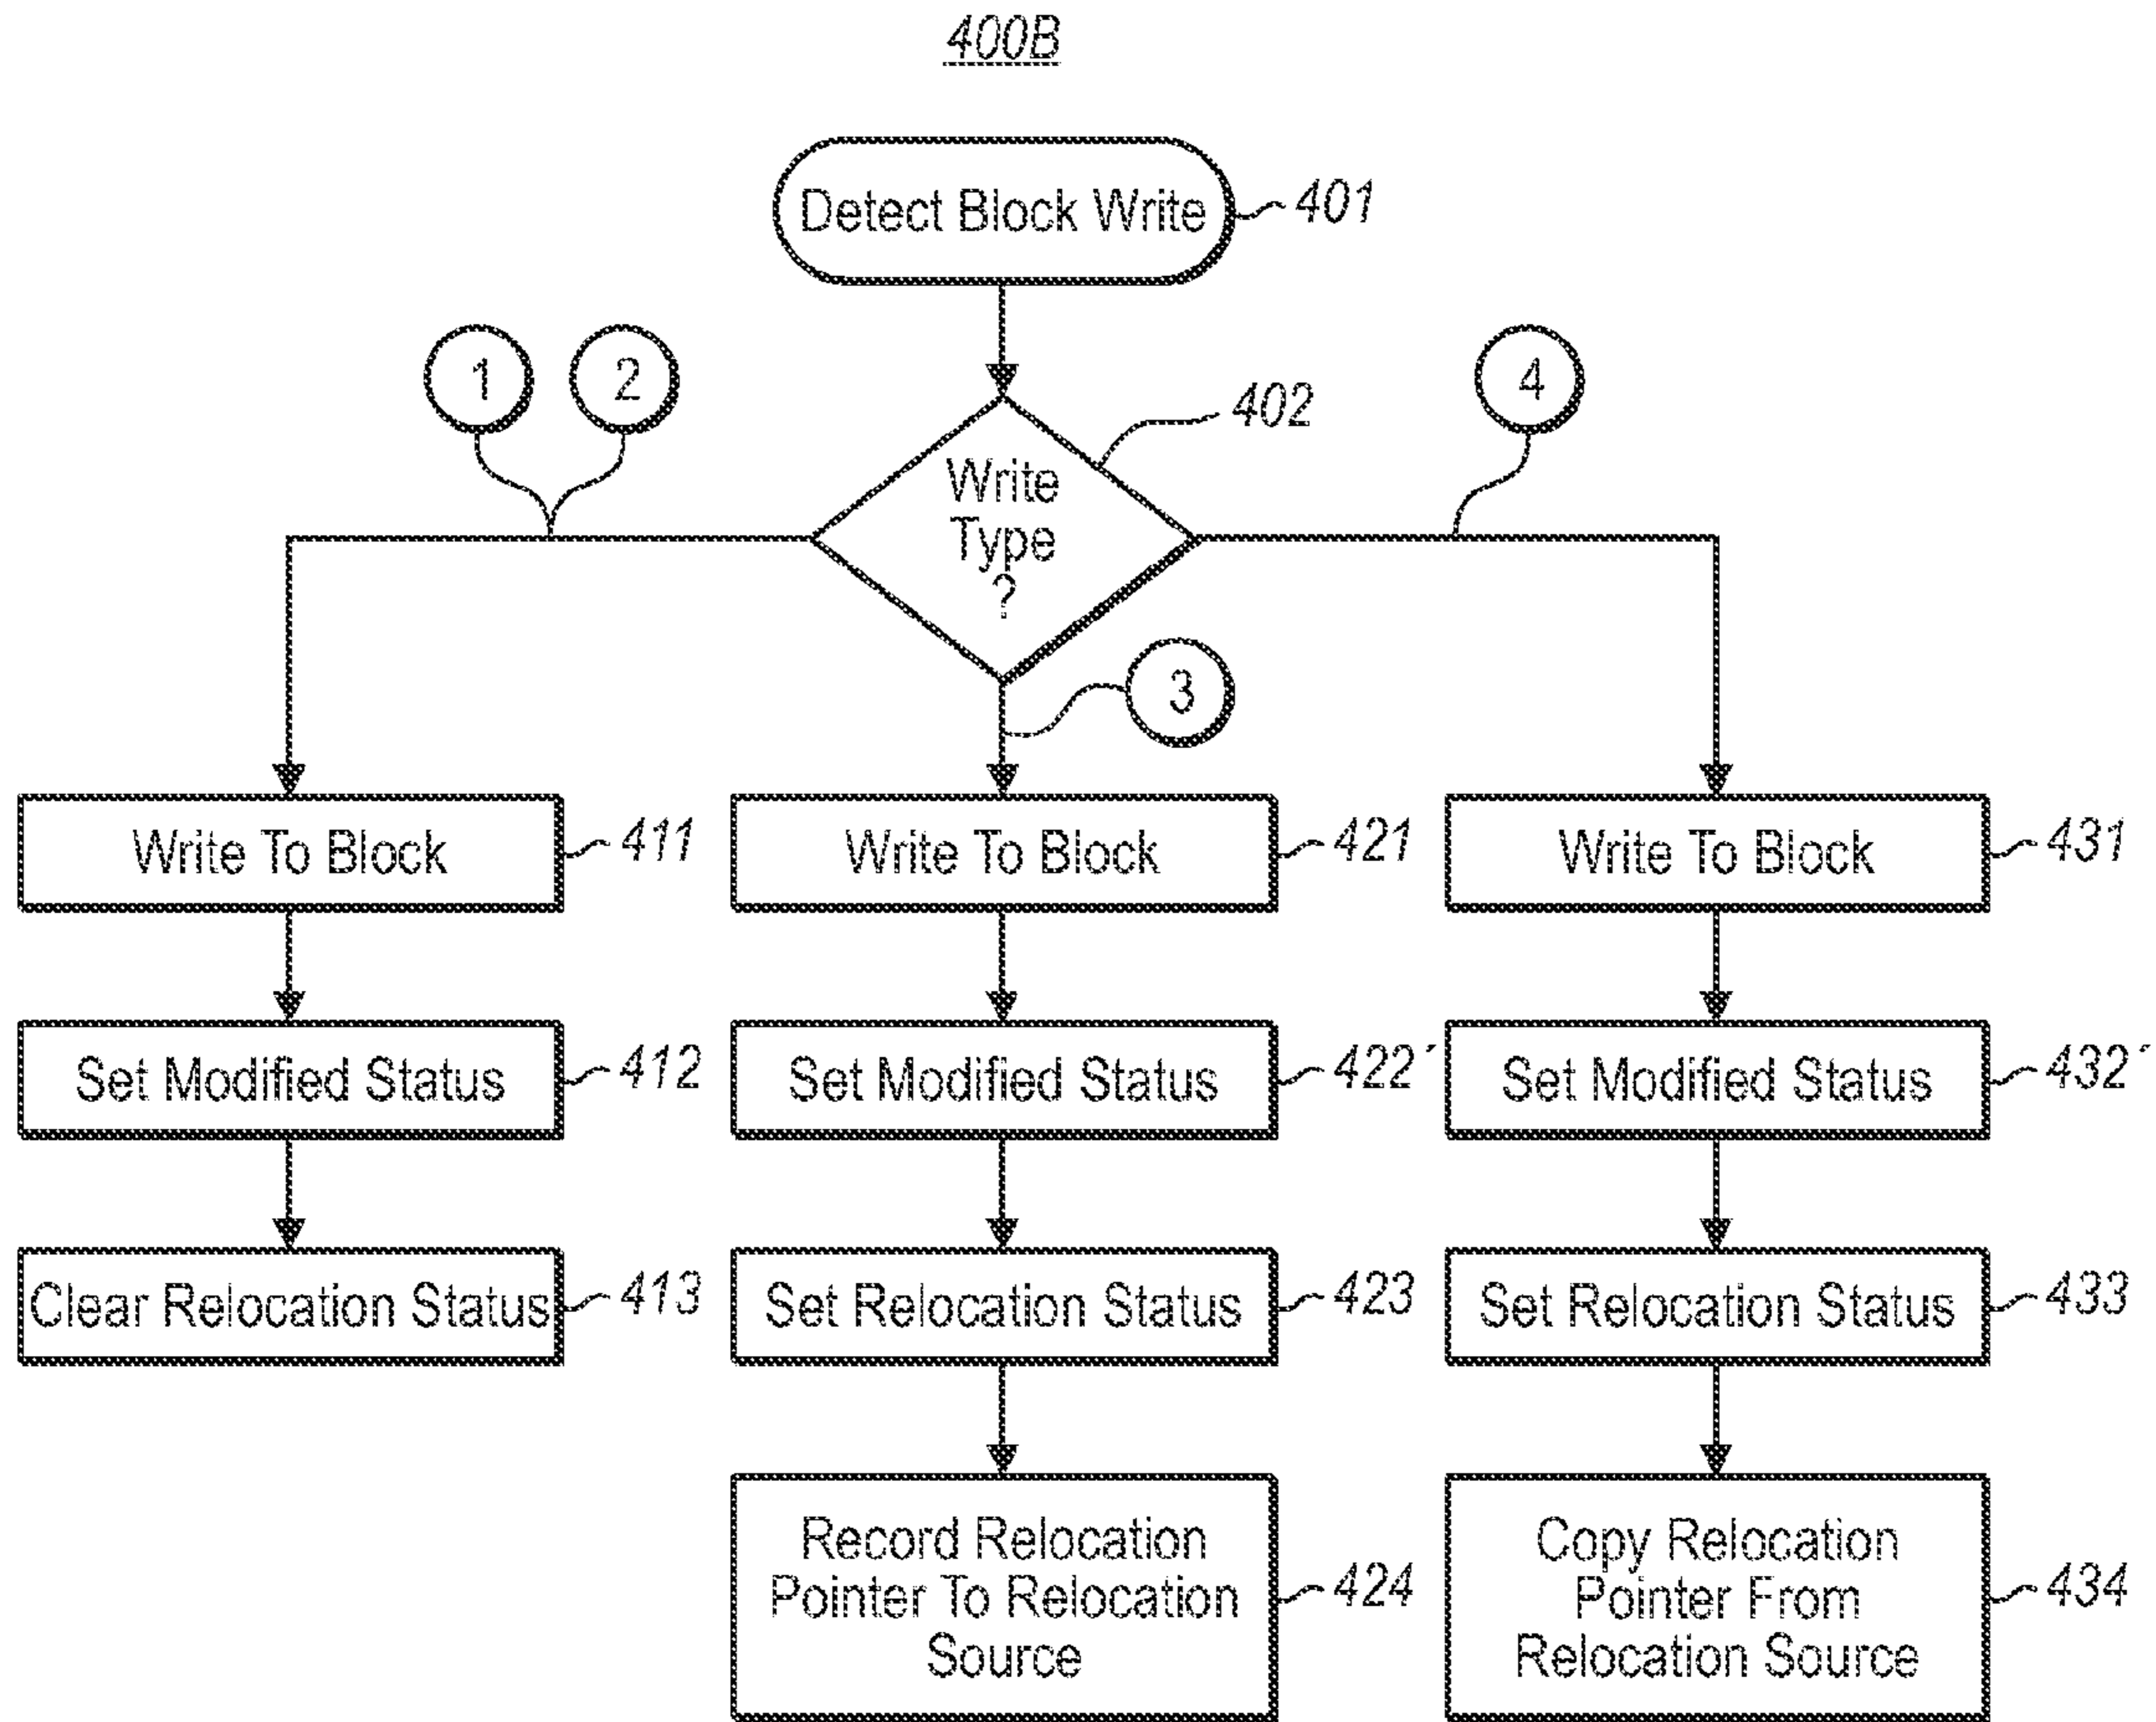 400B
Detect Block Write
401
1
2
4
402
Write
Type
?
3
Write To Block
411
Write To Block
421
Write To Block
431
Set Modified Status
412
Set Modified Status
422´
Set Modified Status
432´
Clear Relocation Status
413
Set Relocation Status
423
Set Relocation Status
433
Record Relocation
Pointer To Relocation
Source
424
Copy Relocation
Pointer From
Relocation Source
434